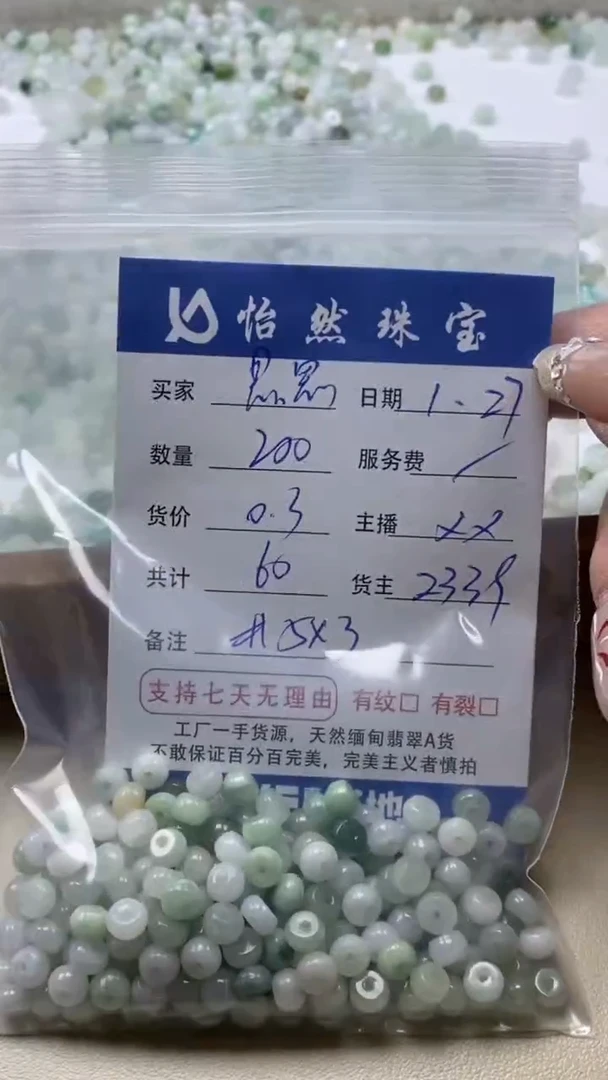 怡然珠宝
买家 黑黑 日期 1.27
数量 200 服务费 /
货价 0.3 主播 XX
共计 60 货主 2339
备注 5X3
支持七天无理由 有纹□ 有裂□
工厂一手货源，天然缅甸翡翠A货
不敢保证百分百完美，完美主义者慎拍